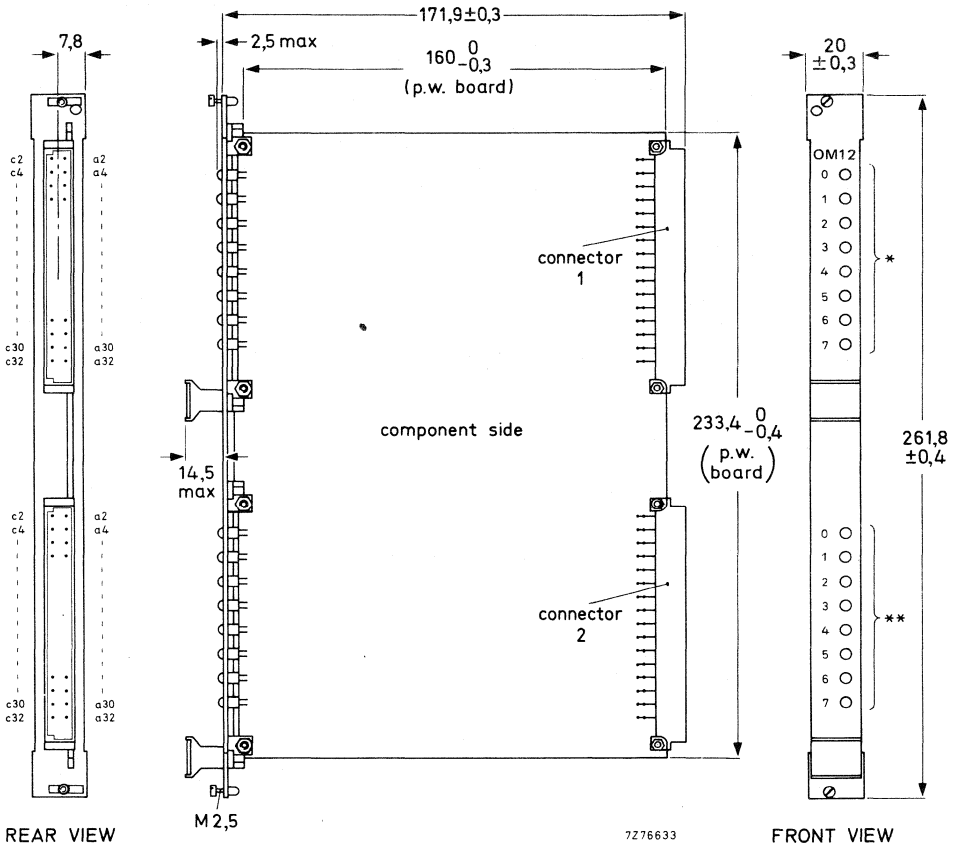 171,9±0,3
7,8
2,5 max
160 0 -0,3
(p.w. board)
20
±0,3
c2
c4
a2
a4
c30
c32
a30
a32
connector
1
component side
14,5
max
233,4 0 -0,4
(p.w.
board)
c2
c4
a2
a4
c30
c32
a30
a32
connector
2
M2,5
OM12
0
1
2
3
4
5
6
7
*
261,8
±0,4
0
1
2
3
4
5
6
7
**
REAR VIEW
7Z76633
FRONT VIEW